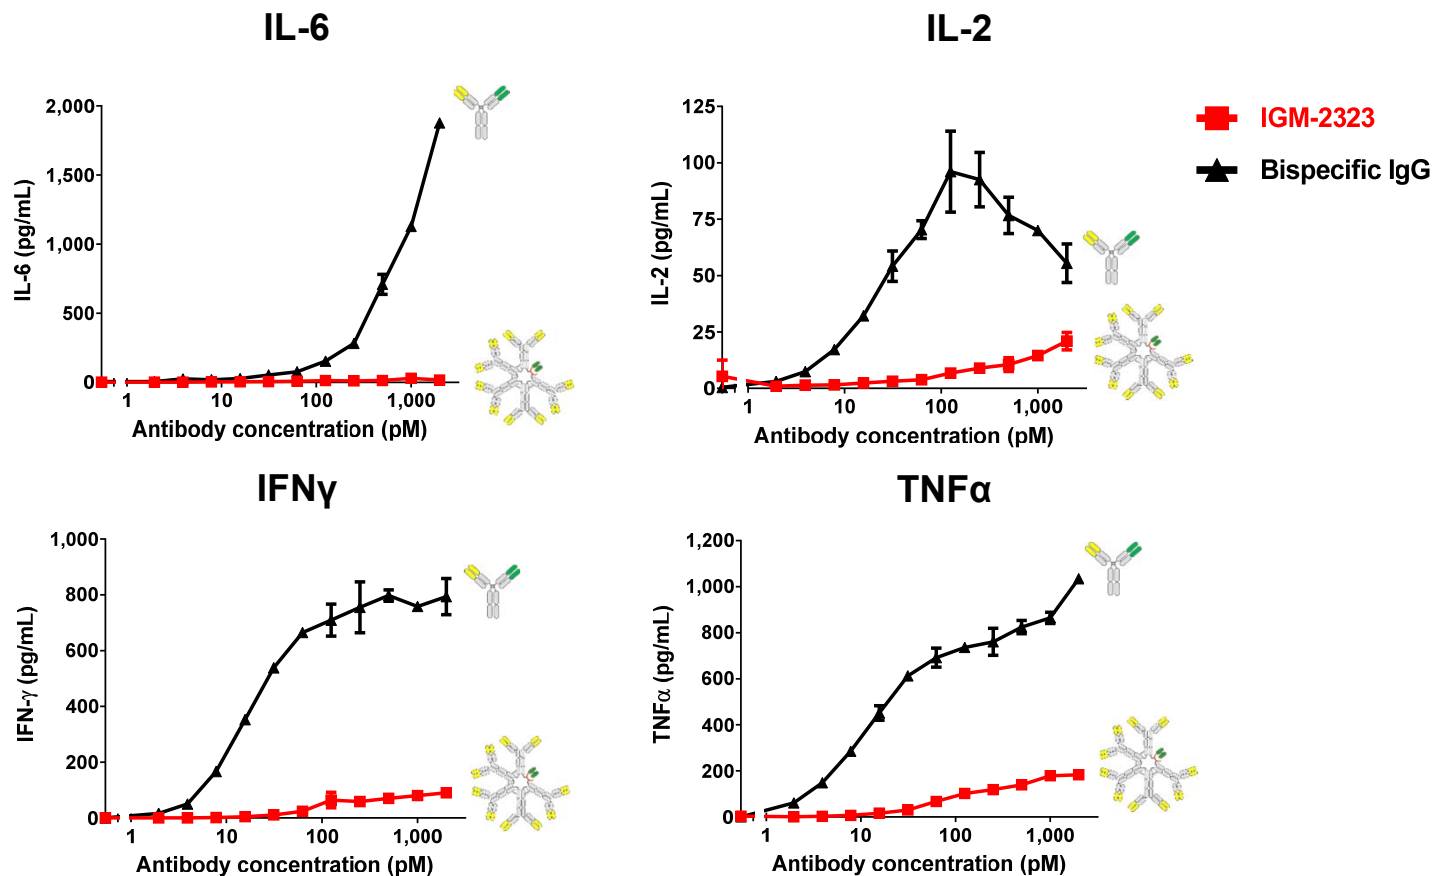 IL-6
2,000
1,500
1,000
500
0
IL-6 (pg/mL)
1 10 100 1,000
Antibody concentration (pM)
IL-2
125
100
75
50
25
0
IL-2 (pg/mL)
1 10 100 1,000
Antibody concentration (pM)
IGM-2323
Bispecific IgG
IFNγ
1,000
800
600
400
200
0
IFN-γ (pg/mL)
1 10 100 1,000
Antibody concentration (pM)
TNFα
1,200
1,000
800
600
400
200
0
TNFα (pg/mL)
1 10 100 1,000
Antibody concentration (pM)